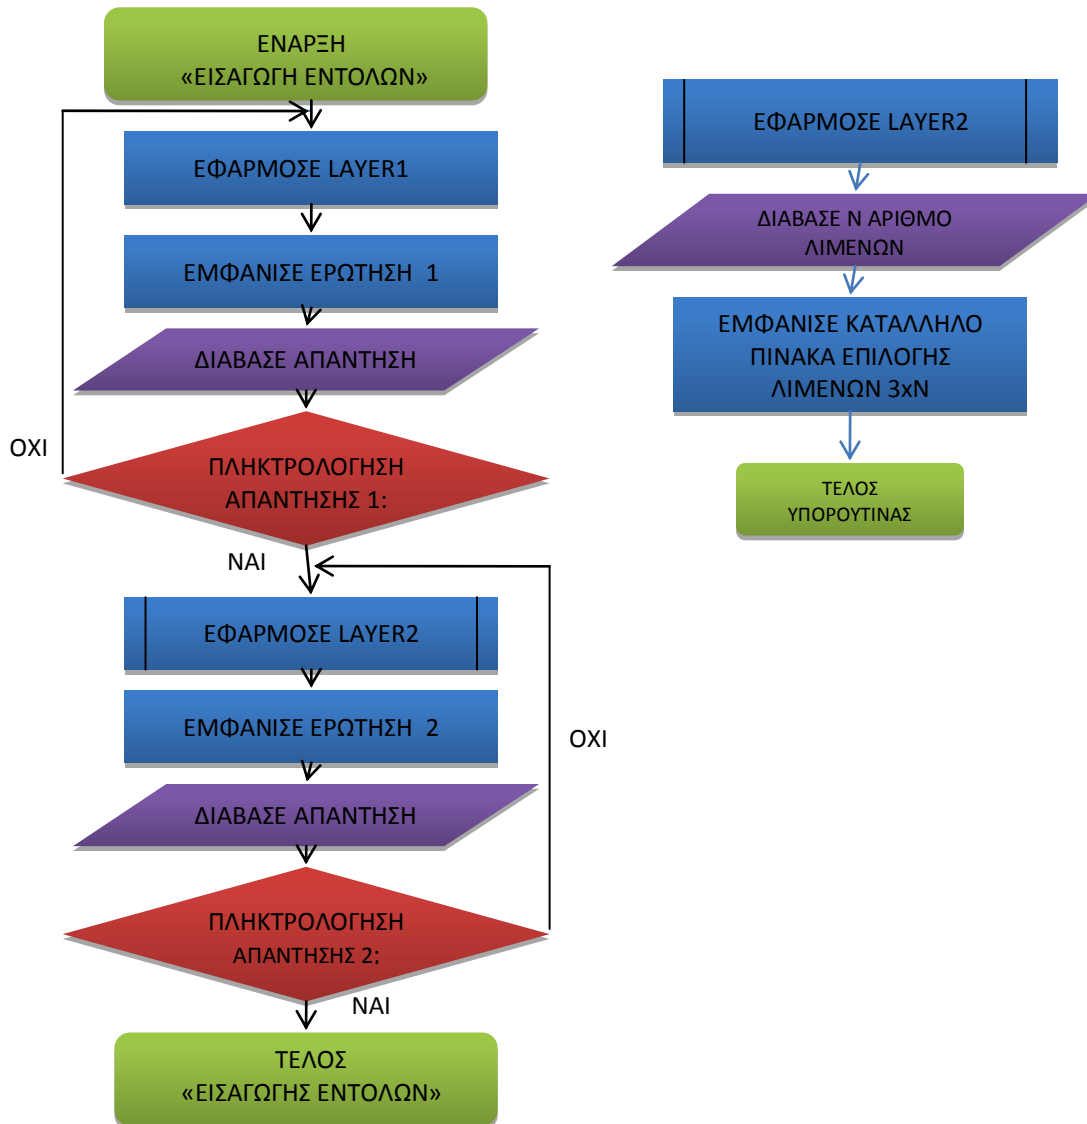 ΕΝΑΡΞΗ
«ΕΙΣΑΓΩΓΗ ΕΝΤΟΛΩΝ»
ΕΦΑΡΜΟΣΕ LAYER1
ΕΜΦΑΝΙΣΕ ΕΡΩΤΗΣΗ 1
ΔΙΑΒΑΣΕ ΑΠΑΝΤΗΣΗ
ΟΧΙ
ΠΛΗΚΤΡΟΛΟΓΗΣΗ
ΑΠΑΝΤΗΣΗΣ 1;
ΝΑΙ
ΕΦΑΡΜΟΣΕ LAYER2
ΕΜΦΑΝΙΣΕ ΕΡΩΤΗΣΗ 2
ΟΧΙ
ΔΙΑΒΑΣΕ ΑΠΑΝΤΗΣΗ
ΠΛΗΚΤΡΟΛΟΓΗΣΗ
ΑΠΑΝΤΗΣΗΣ 2;
ΝΑΙ
ΤΕΛΟΣ
«ΕΙΣΑΓΩΓΗΣ ΕΝΤΟΛΩΝ»
ΕΦΑΡΜΟΣΕ LAYER2
ΔΙΑΒΑΣΕ Ν ΑΡΙΘΜΟ
ΛΙΜΕΝΩΝ
ΕΜΦΑΝΙΣΕ ΚΑΤΑΛΛΗΛΟ
ΠΙΝΑΚΑ ΕΠΙΛΟΓΗΣ
ΛΙΜΕΝΩΝ 3xN
ΤΕΛΟΣ
ΥΠΟΡΟΥΤΙΝΑΣ